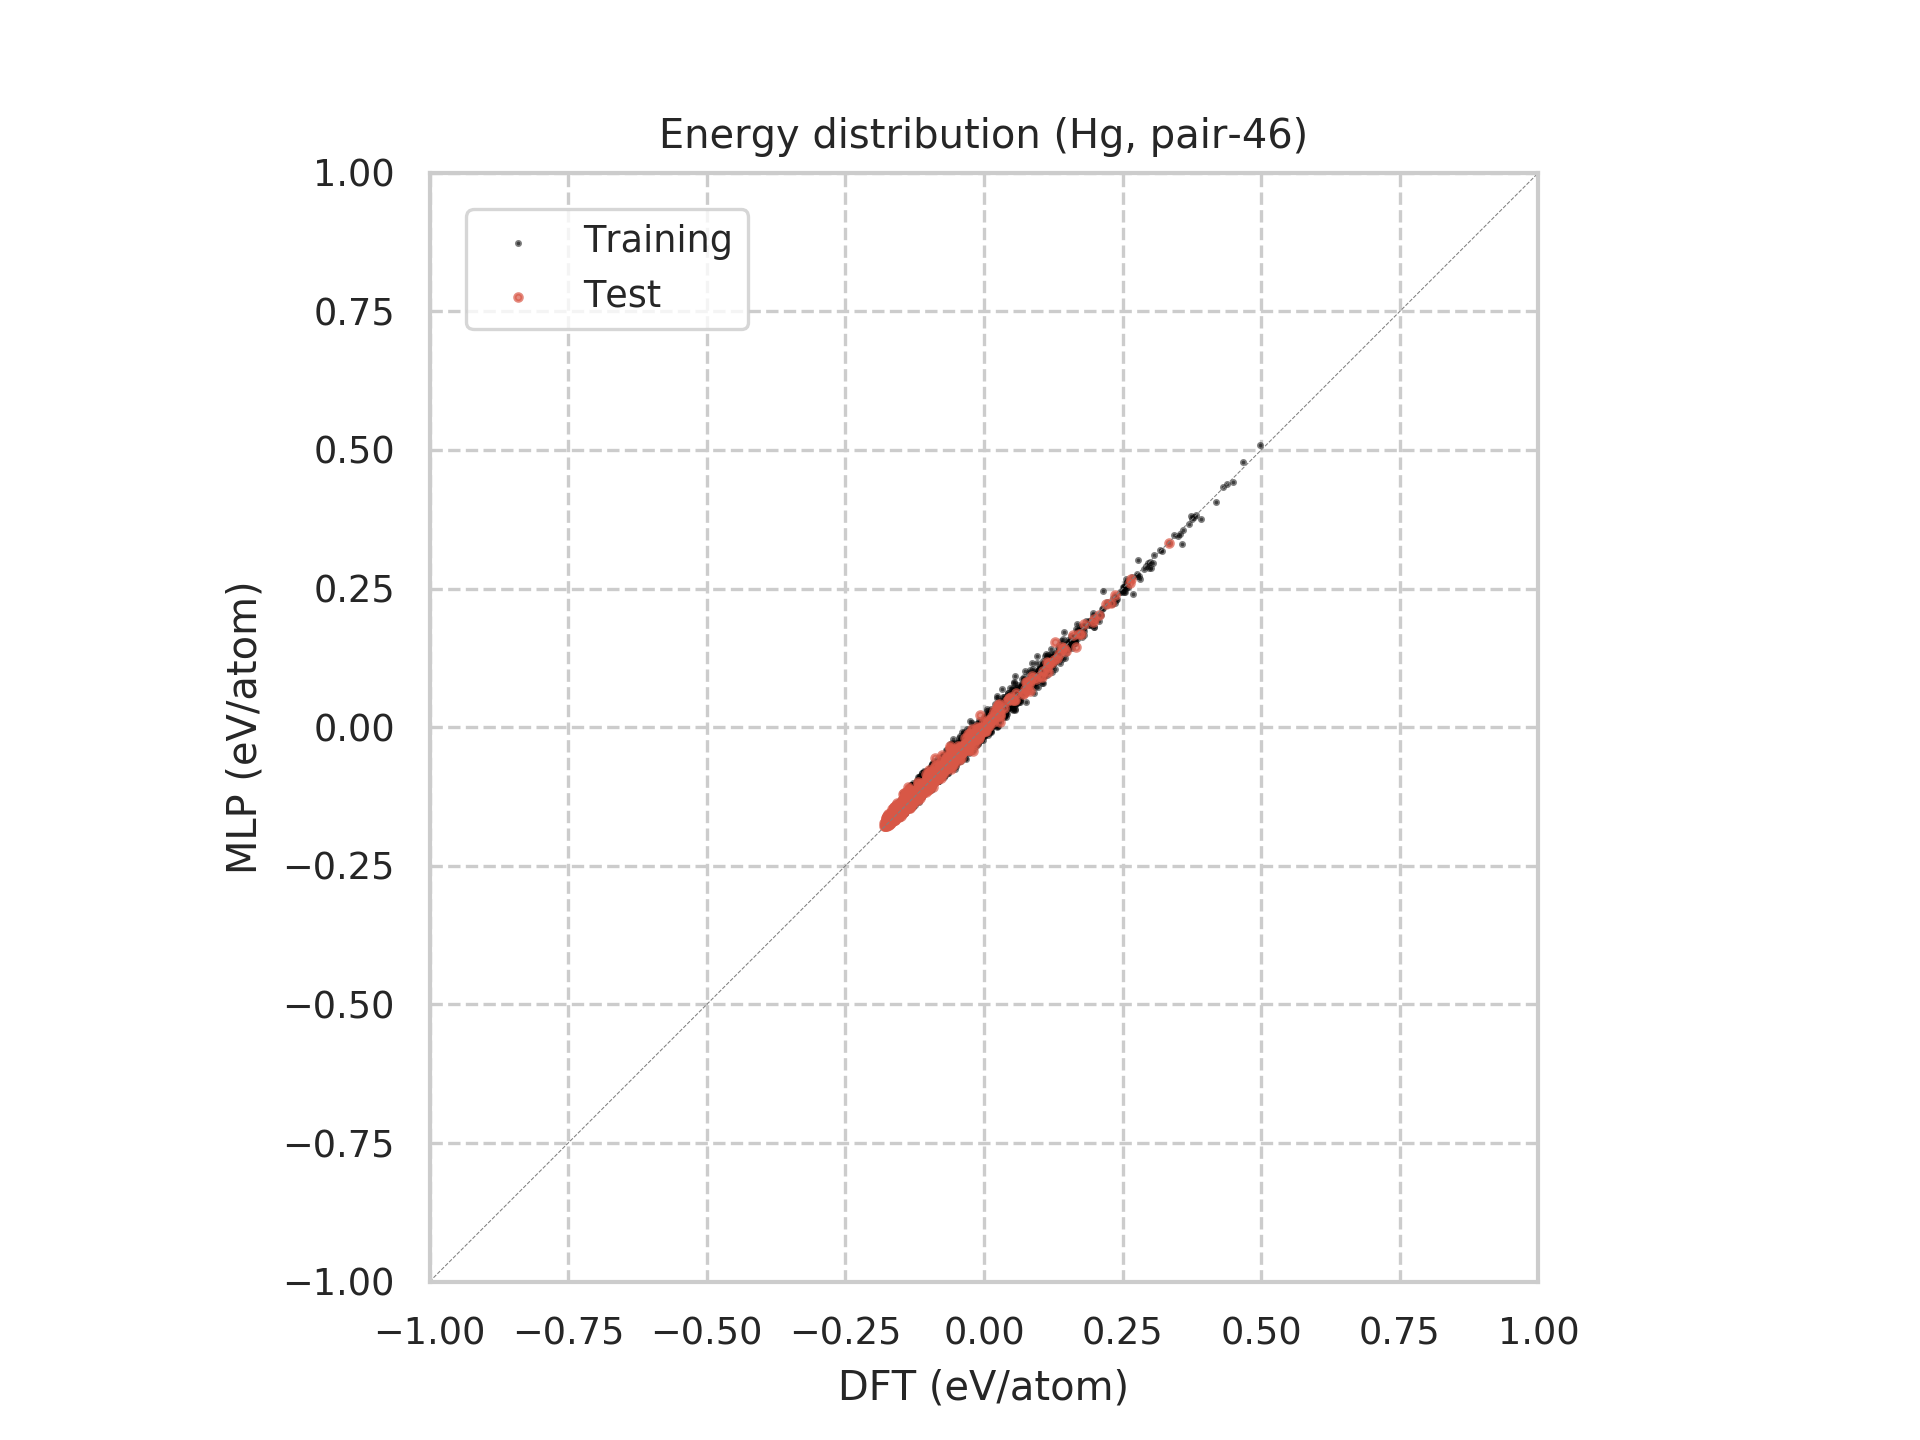 Energy distribution (Hg, pair-46)
1.00
0.75
0.50
0.25
0.00
−0.25
−0.50
−0.75
−1.00
Training
Test
MLP (eV/atom)
−1.00 −0.75 −0.50 −0.25 0.00 0.25 0.50 0.75 1.00
DFT (eV/atom)